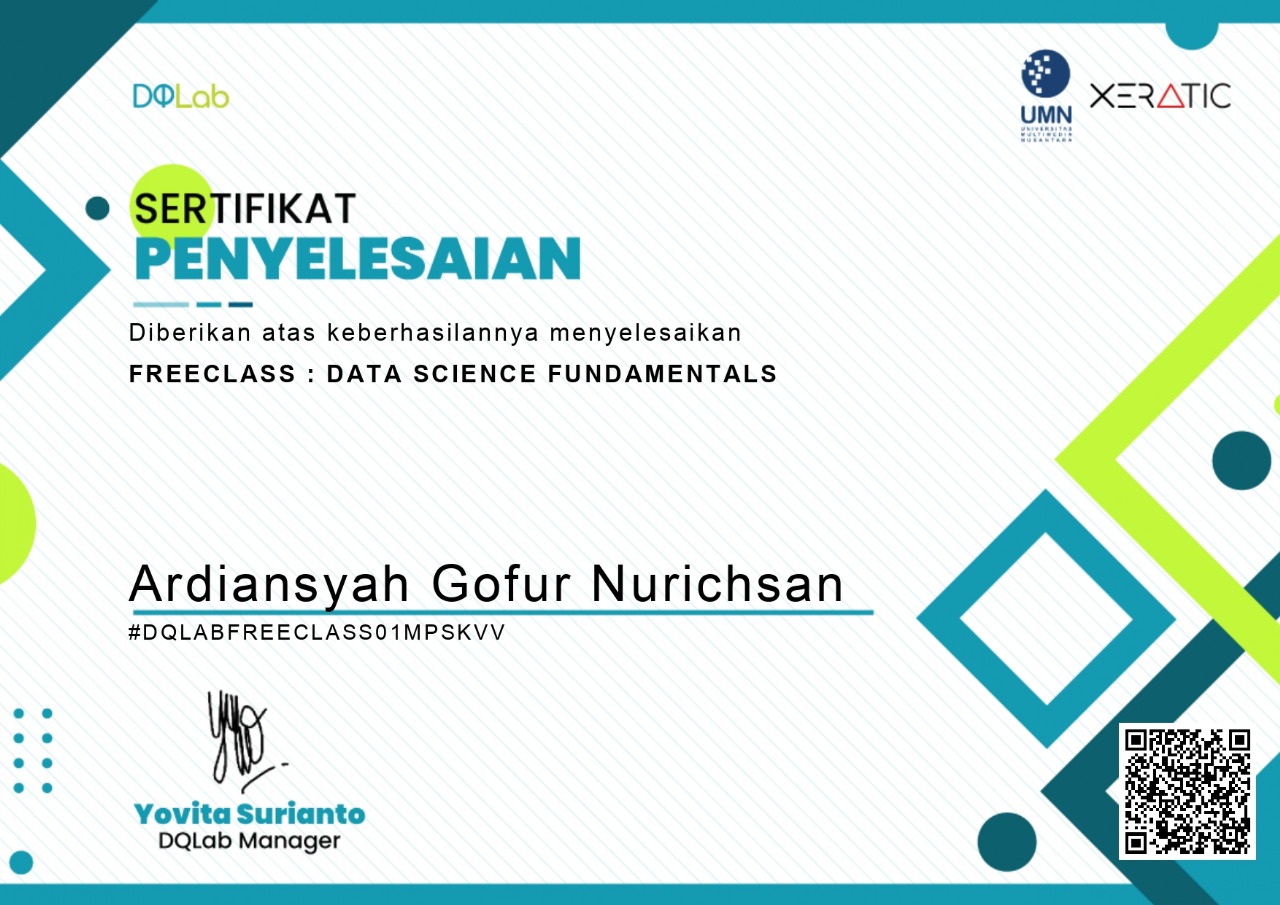 DQLab
UMN
UNIVERSITAS
MULTIMEDIA
NUSANTARA
XERATIC
SERTIFIKAT
PENYELESAIAN
Diberikan atas keberhasilannya menyelesaikan
FREECLASS : DATA SCIENCE FUNDAMENTALS
Ardiansyah Gofur Nurichsan
#DQLABFREECLASS01MPSKVV
Yovita Surianto
DQLab Manager